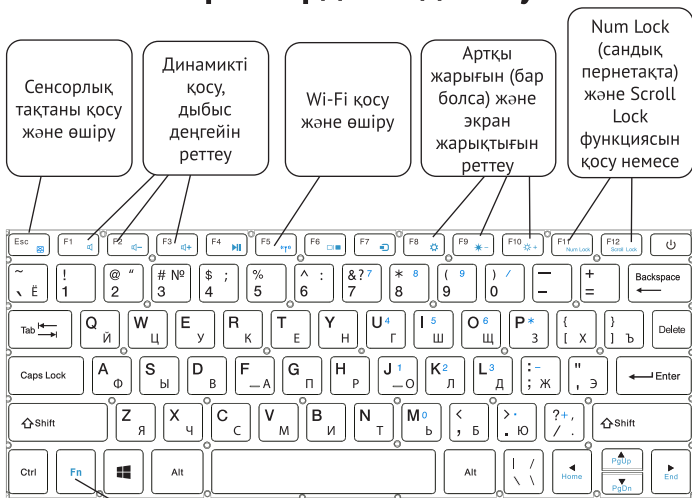 Сенсорлық
тақтаны қосу
және өшіру
Динамикті
қосу,
дыбыс
деңгейін
реттеу
Wi-Fi қосу
және өшіру
Артқы
жарығын (бар
болса) және
экран
жарықтығын
реттеу
Num Lock
(сандық
пернетақта)
және Scroll
Lock
функциясын
қосу немесе
Esc F1 F2 - F3 + F4 F5 F6 F7 F8 F9 - F10 + F11 Num Lock F12 Scroll Lock
~ ! @ “ # № $ ; % ^ : &? 7 * 8 ( 9 ) / — + Backspace
` Ё 1 2 3 4 5 6 7 8 9 0 - =
Tab Q Й W Ц E У R К T Е Y Н U 4 Г I 5 Ш O 6 Щ P * З { [ Х } ] Ъ Delete
Caps Lock A Ф S Ы D В F А G П H Р J 1 О K 2 Л L 3 Д : - ; Ж " ' Э Enter
Shift Z Я X Ч C С V М B И N Т M 0 Ь < , Б > . . Ю ? + , / . Shift
Ctrl Fn Alt Alt | / \ \ Home PgUp PgDn End